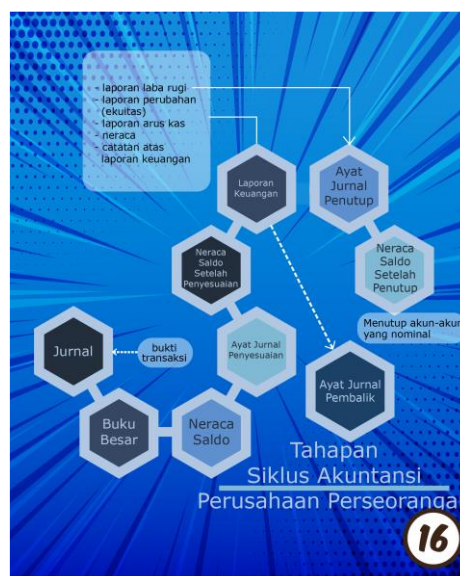 - laporan laba rugi
- laporan perubahan
(ekuitas)
- laporan arus kas
- neraca
- catatan atas
laporan keuangan
Laporan
Keuangan
Ayat
Jurnal
Penutup
Neraca
Saldo
Setelah
Penyesuaian
Neraca
Saldo
Setelah
Penutup
Menutup akun-akun
yang nominal
Jurnal
bukti
transaksi
Ayat Jurnal
Penyesuaian
Ayat Jurnal
Pembalik
Buku
Besar
Neraca
Saldo
Tahapan
Siklus Akuntansi
Perusahaan Perseoranga
16